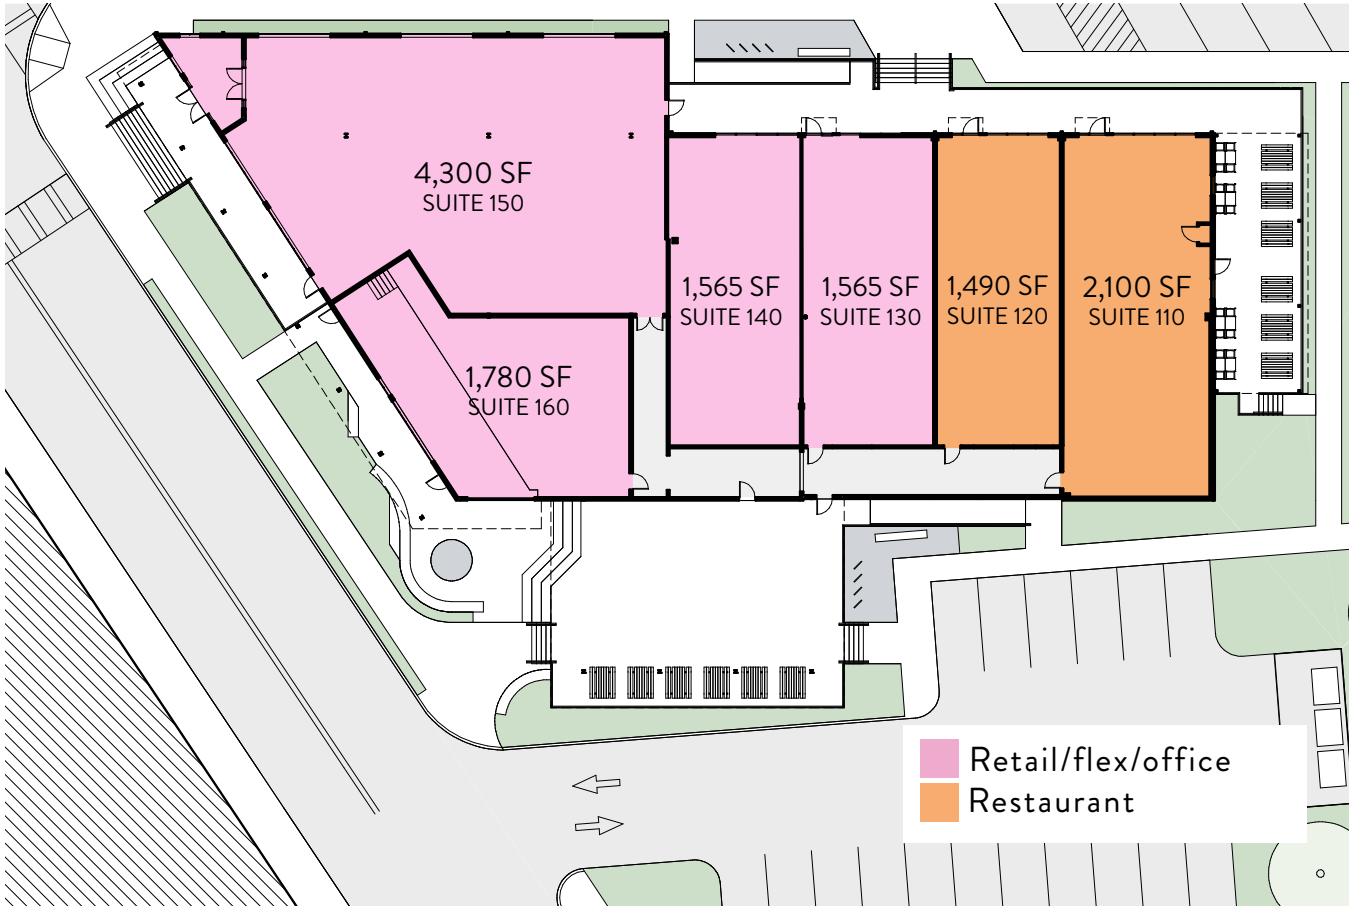 4,300 SF
SUITE 150
1,565 SF
SUITE 140
1,565 SF
SUITE 130
1,490 SF
SUITE 120
2,100 SF
SUITE 110
1,780 SF
SUITE 160
Retail/flex/office
Restaurant